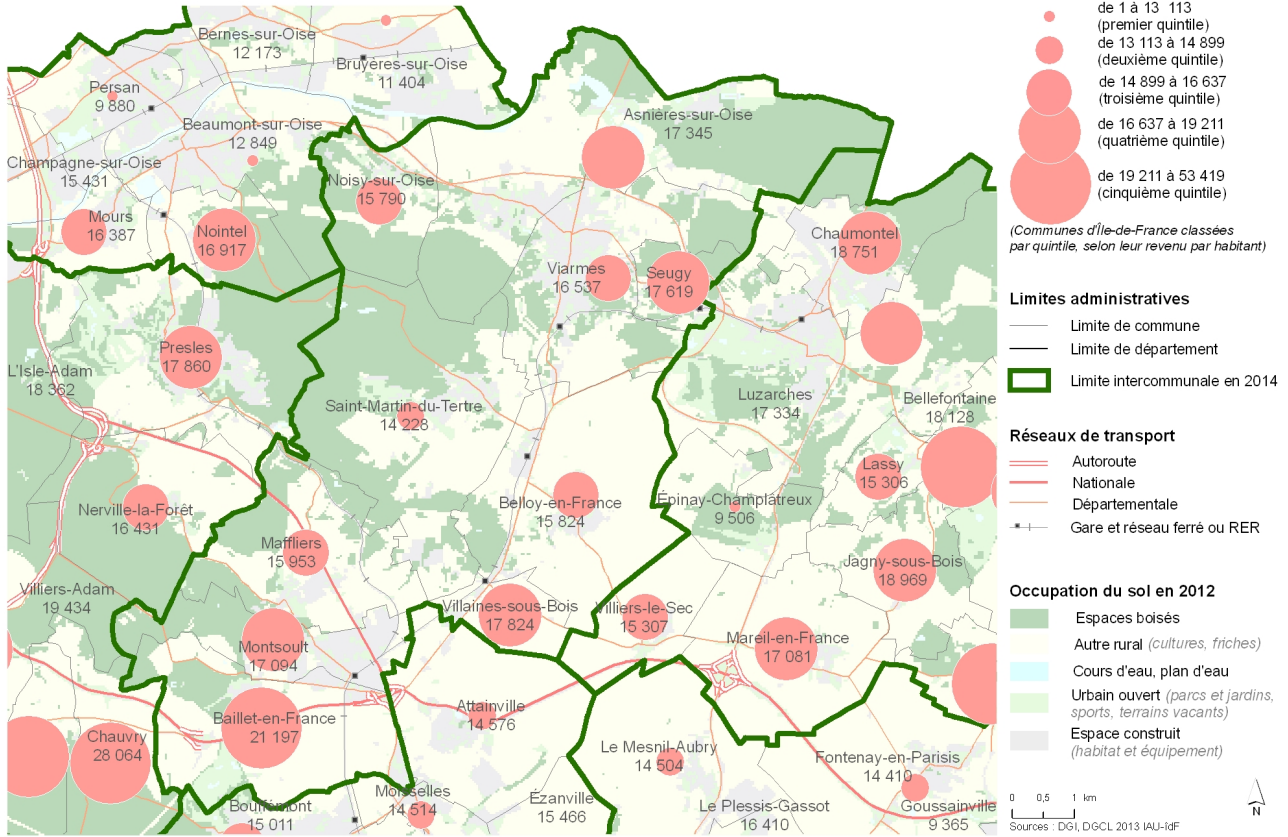 Bernes-sur-Oise
12 173
Bruyères-sur-Oise
11 404
Persan
9 880
Beaumont-sur-Oise
12 849
Asnières-sur-Oise
17 345
Champagne-sur-Oise
15 431
Noisy-sur-Oise
15 790
Mours
16 387
Nointel
16 917
Chaumontel
18 751
Viarmes
16 537
Seugy
17 619
Presles
17 860
L'Isle-Adam
18 362
Saint-Martin-du-Tertre
14 228
Luzarches
17 334
Bellefontaine
18 128
Lassy
15 306
Nerville-la-Forêt
16 431
Belloy-en-France
15 824
Épinay-Champlâtreux
9 506
Maffliers
15 953
Jagny-sous-Bois
18 969
Villiers-Adam
19 434
Villaines-sous-Bois
17 824
Villiers-le-Sec
15 307
Mareil-en-France
17 081
Montsoult
17 094
Baillet-en-France
21 197
Attainville
14 576
Chauvry
28 064
Le Mesnil-Aubry
14 504
Fontenay-en-Parisis
14 410
Bouffémont
15 011
Moisselles
14 514
Ézanville
15 466
Le Plessis-Gassot
16 410
Goussainville
9 365
de 1 à 13 113
(premier quintile)
de 13 113 à 14 899
(deuxième quintile)
de 14 899 à 16 637
(troisième quintile)
de 16 637 à 19 211
(quatrième quintile)
de 19 211 à 53 419
(cinquième quintile)
(Communes d'Île-de-France classées
par quintile, selon leur revenu par habitant)
Limites administratives
Limite de commune
Limite de département
Limite intercommunale en 2014
Réseaux de transport
Autoroute
Nationale
Départementale
Gare et réseau ferré ou RER
Occupation du sol en 2012
Espaces boisés
Autre rural (cultures, friches)
Cours d'eau, plan d'eau
Urbain ouvert (parcs et jardins,
sports, terrains vacants)
Espace construit
(habitat et équipement)
0 0,5 1 km
N
Sources : DGI, DGCL 2013 IAU-îdF